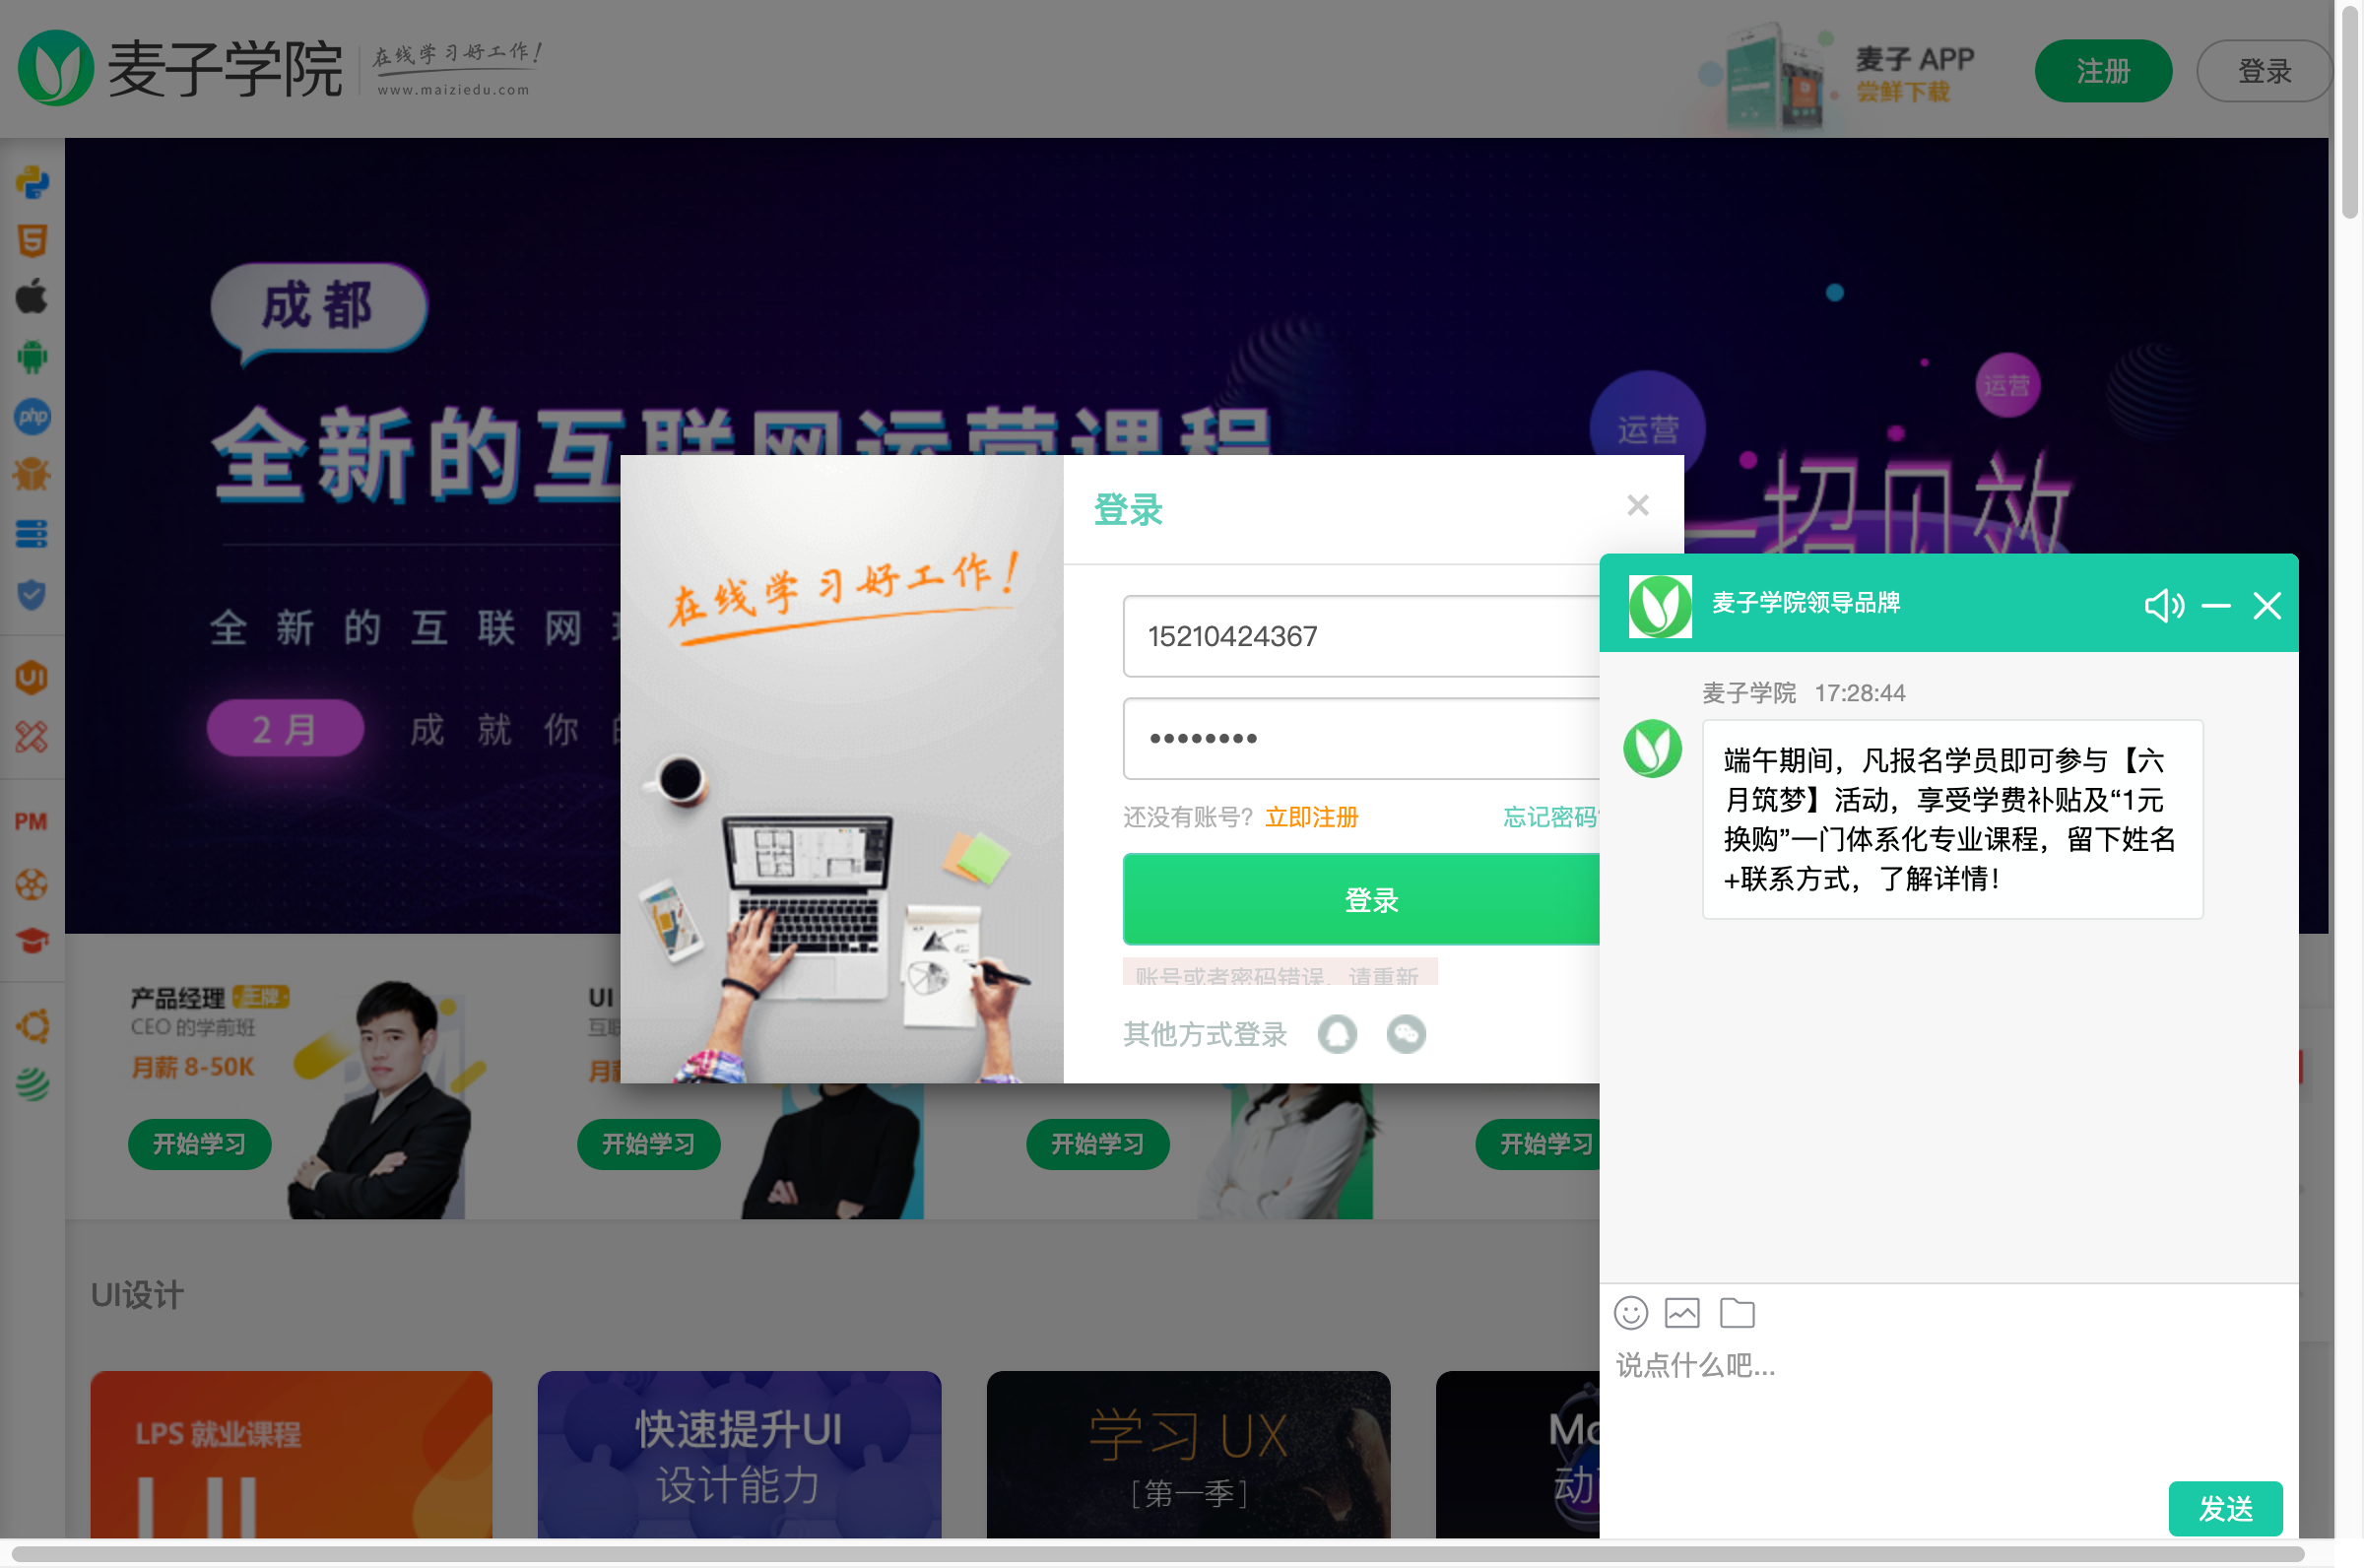 麦子学院
在线学习好工作!
www.maiziedu.com
麦子 APP
尝鲜下载
注册
登录
成都
全新的互联网运营课程
运营
运营
一招见效
全新的互联网
2 月
成就你
php
UI
PM
登录
×
在线学习好工作!
15210424367
••••••••
还没有账号? 立即注册
忘记密码
登录
账号或者密码错误，请重新
其他方式登录
麦子学院领导品牌
麦子学院 17:28:44
端午期间，凡报名学员即可参与【六
月筑梦】活动，享受学费补贴及“1元
换购”一门体系化专业课程，留下姓名
+联系方式，了解详情！
说点什么吧...
发送
产品经理 王牌
CEO 的学前班
月薪 8-50K
开始学习
UI
互联
月薪
开始学习
开始学习
开始学习
UI设计
LPS 就业课程
UI
快速提升UI
设计能力
学习 UX
[第一季]
Mo
动